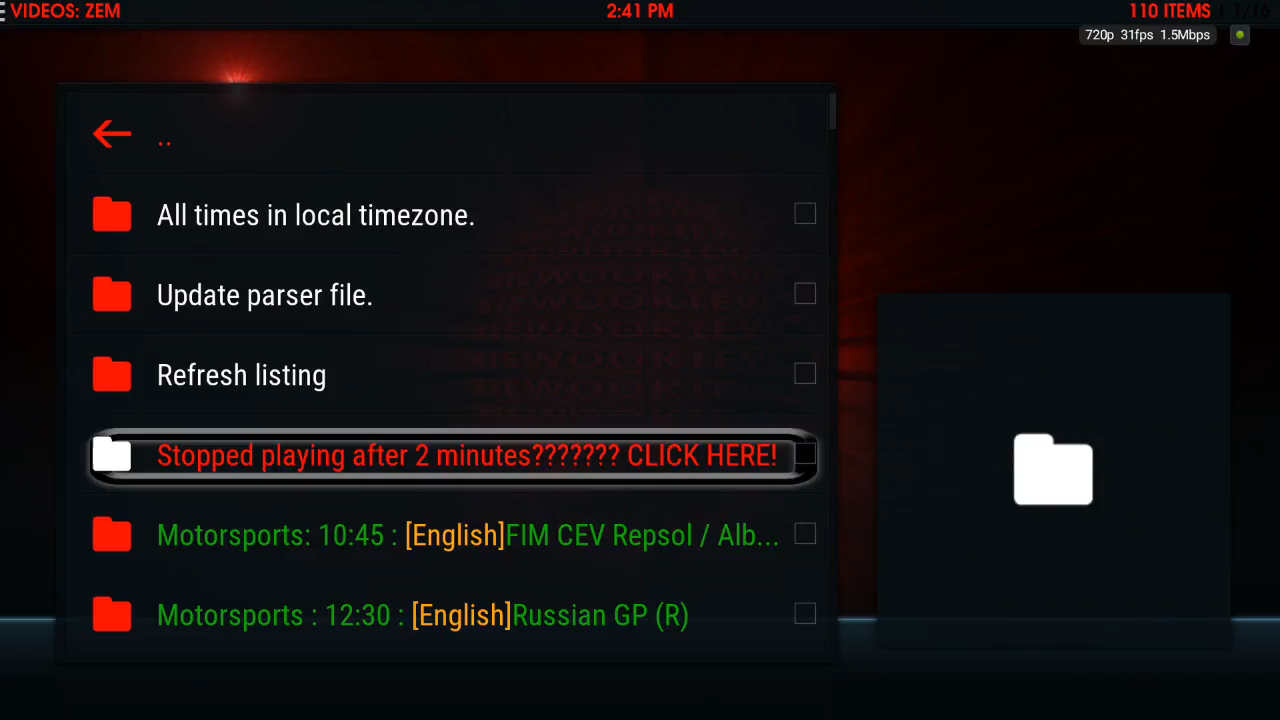 VIDEOS: ZEM
2:41 PM
110 ITEMS | 1/16
720p 31fps 1.5Mbps
..
All times in local timezone.
Update parser file.
Refresh listing
Stopped playing after 2 minutes??????? CLICK HERE!
Motorsports: 10:45 : [English]FIM CEV Repsol / Alb...
Motorsports : 12:30 : [English]Russian GP (R)